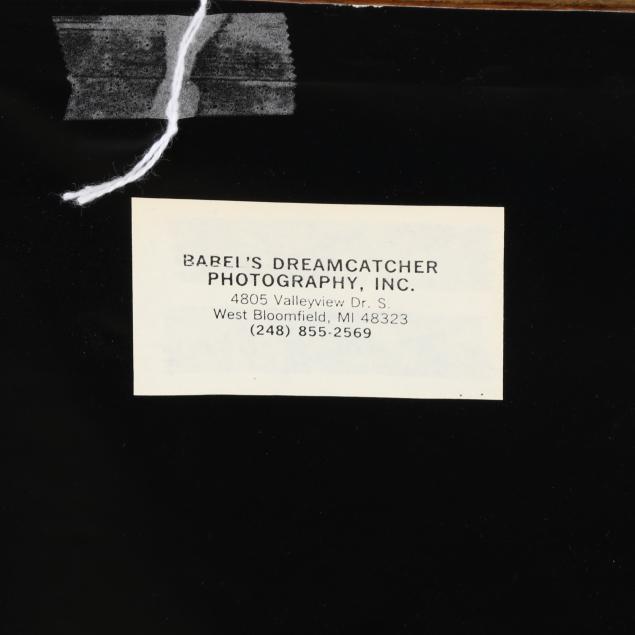 BABEL'S DREAMCATCHER
PHOTOGRAPHY, INC.
4805 Valleyview Dr. S.
West Bloomfield, MI 48323
(248) 855-2569